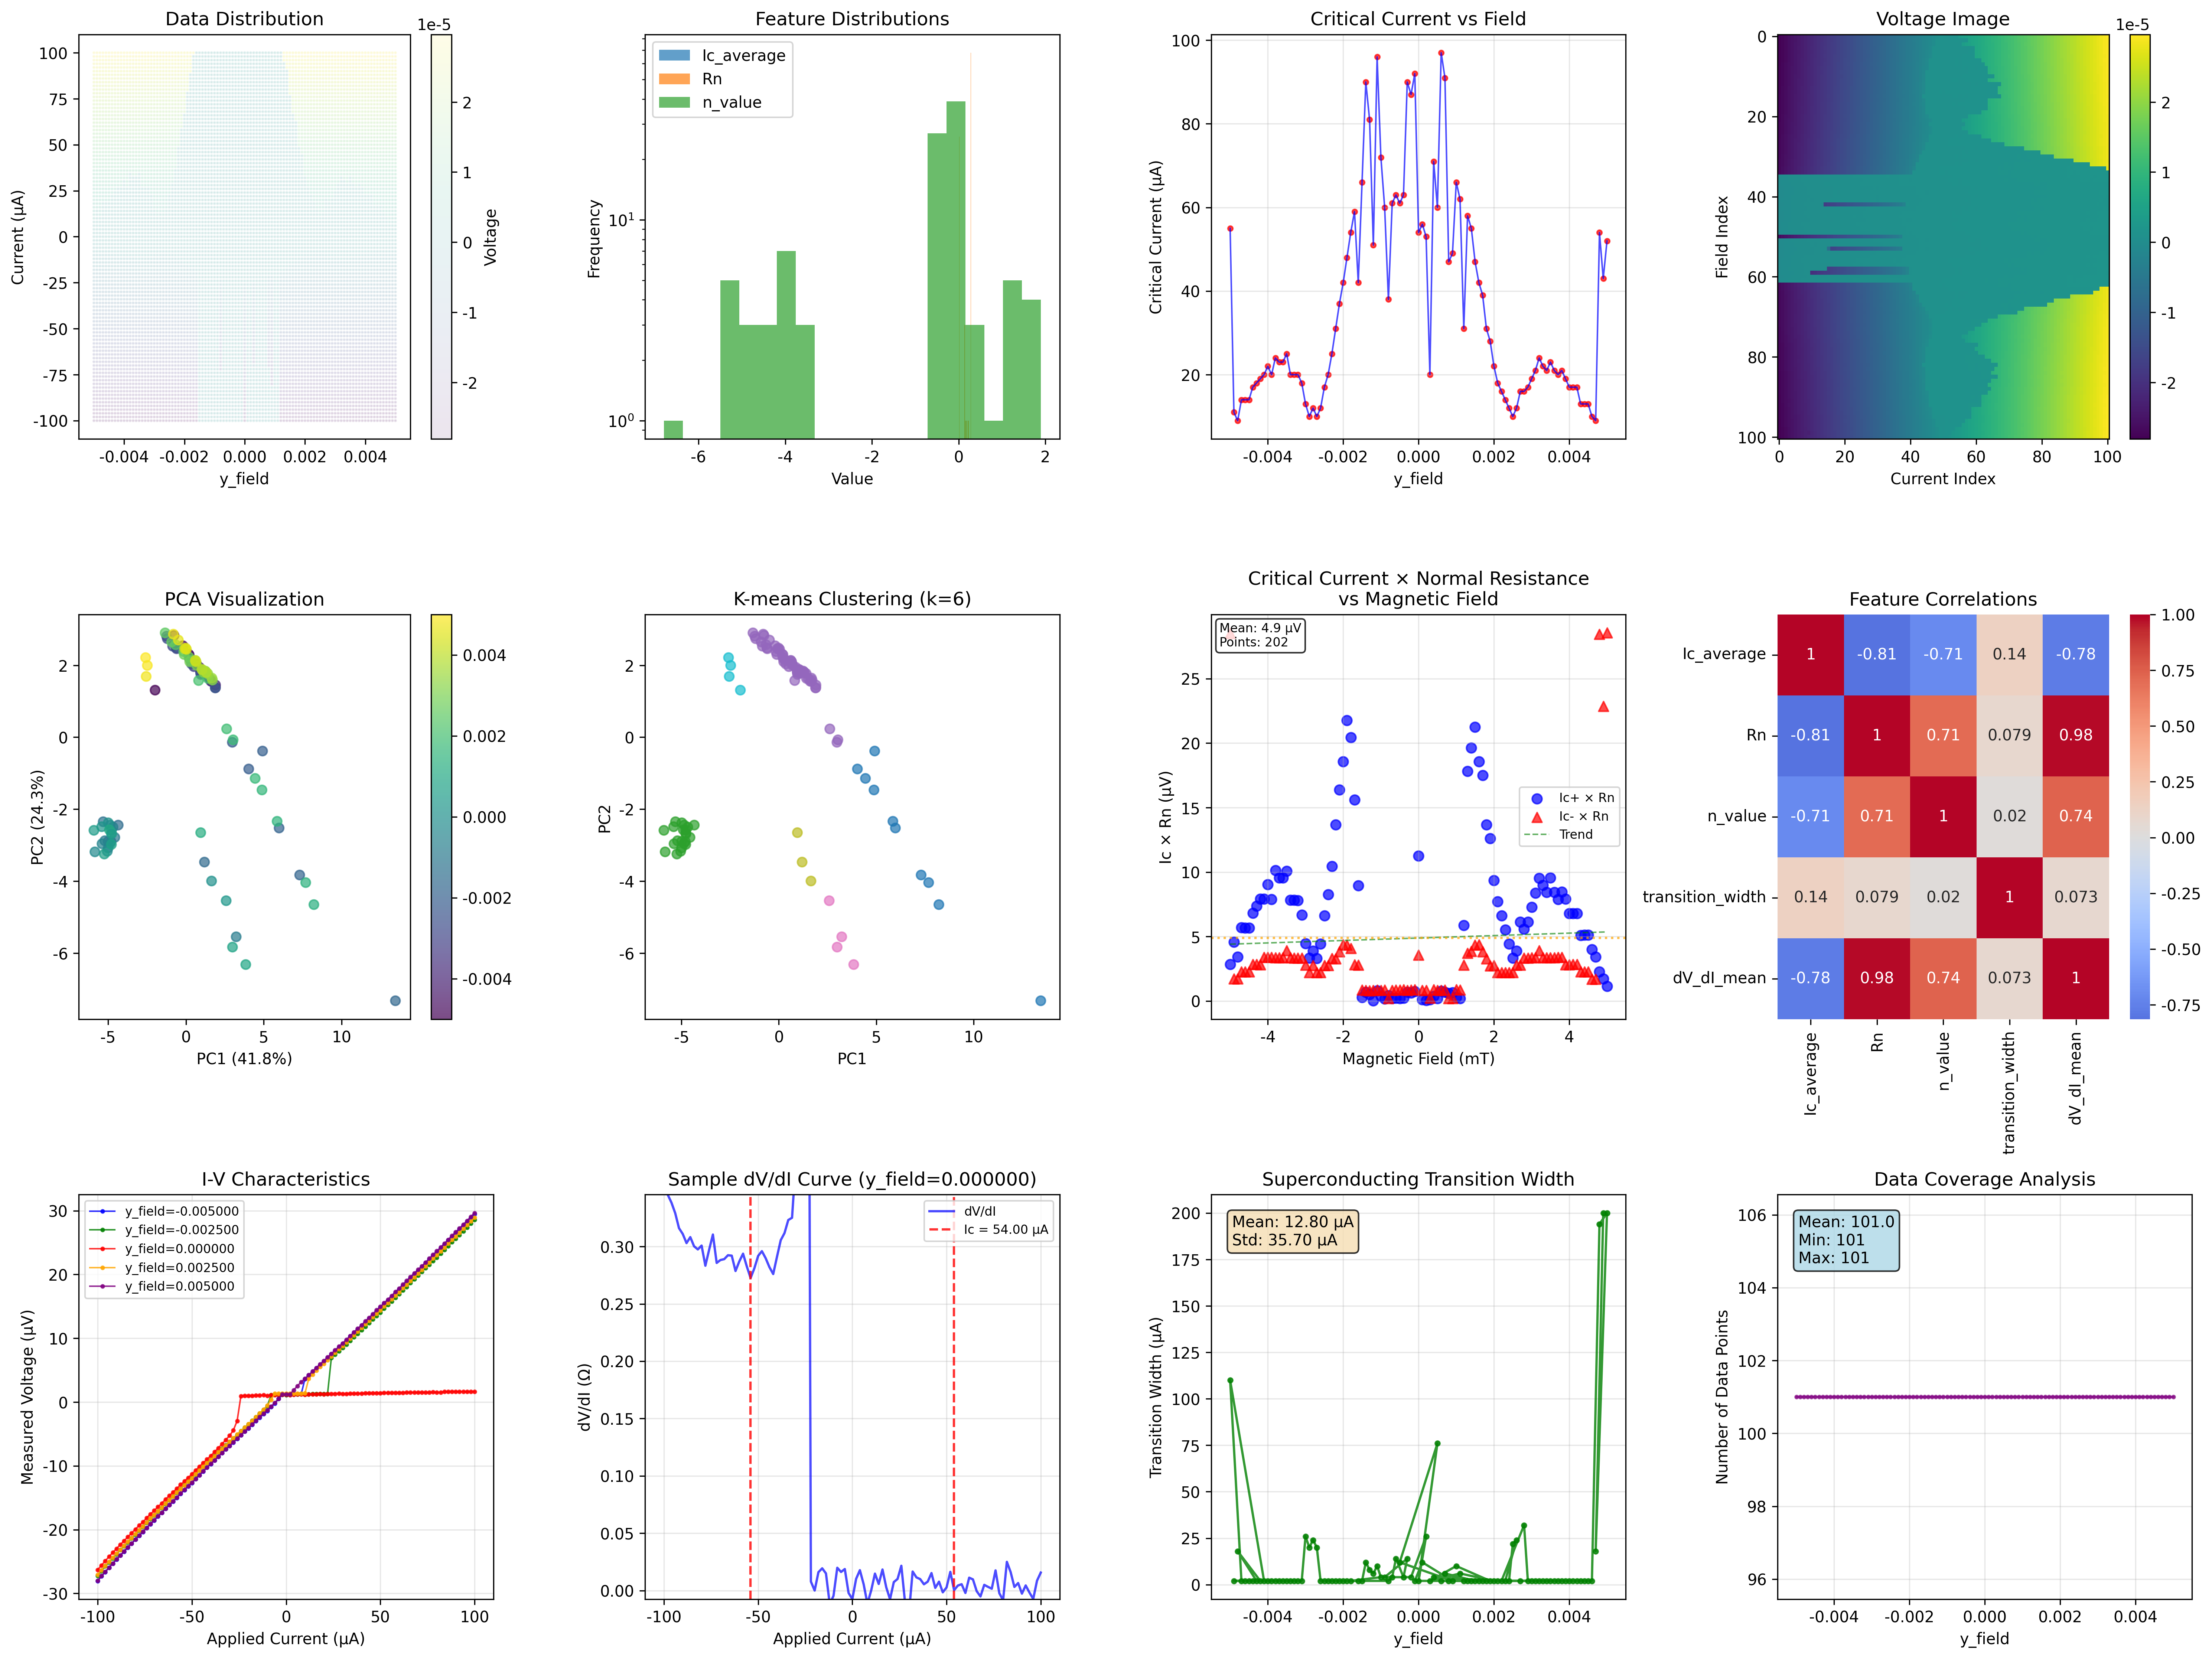 Data Distribution
1e-5
100
75
50
25
0
-25
-50
-75
-100
Current (µA)
-0.004
-0.002
0.000
0.002
0.004
y_field
2
1
0
-1
-2
Voltage
Feature Distributions
Ic_average
Rn
n_value
10¹
10⁰
Frequency
-6
-4
-2
0
2
Value
Critical Current vs Field
100
80
60
40
20
Critical Current (µA)
-0.004
-0.002
0.000
0.002
0.004
y_field
Voltage Image
1e-5
0
20
40
60
80
100
Field Index
0
20
40
60
80
100
Current Index
2
1
0
-1
-2
PCA Visualization
2
0
-2
-4
-6
PC2 (24.3%)
-5
0
5
10
PC1 (41.8%)
0.004
0.002
0.000
-0.002
-0.004
K-means Clustering (k=6)
2
0
-2
-4
-6
PC2
-5
0
5
10
PC1
Critical Current × Normal Resistance
vs Magnetic Field
Mean: 4.9 µV
Points: 202
25
20
15
10
5
0
Ic × Rn (µV)
Ic+ × Rn
Ic- × Rn
Trend
-4
-2
0
2
4
Magnetic Field (mT)
Feature Correlations
Ic_average
1 -0.81 -0.71 0.14 -0.78
Rn
-0.81 1 0.71 0.079 0.98
n_value
-0.71 0.71 1 0.02 0.74
transition_width
0.14 0.079 0.02 1 0.073
dV_dI_mean
-0.78 0.98 0.74 0.073 1
Ic_average
Rn
n_value
transition_width
dV_dI_mean
1.00
0.75
0.50
0.25
0.00
-0.25
-0.50
-0.75
I-V Characteristics
y_field=-0.005000
y_field=-0.002500
y_field=0.000000
y_field=0.002500
y_field=0.005000
30
20
10
0
-10
-20
-30
Measured Voltage (µV)
-100
-50
0
50
100
Applied Current (µA)
Sample dV/dI Curve (y_field=0.000000)
dV/dI
Ic = 54.00 µA
0.30
0.25
0.20
0.15
0.10
0.05
0.00
dV/dI (Ω)
-100
-50
0
50
100
Applied Current (µA)
Superconducting Transition Width
Mean: 12.80 µA
Std: 35.70 µA
200
175
150
125
100
75
50
25
0
Transition Width (µA)
-0.004
-0.002
0.000
0.002
0.004
y_field
Data Coverage Analysis
Mean: 101.0
Min: 101
Max: 101
106
104
102
100
98
96
Number of Data Points
-0.004
-0.002
0.000
0.002
0.004
y_field